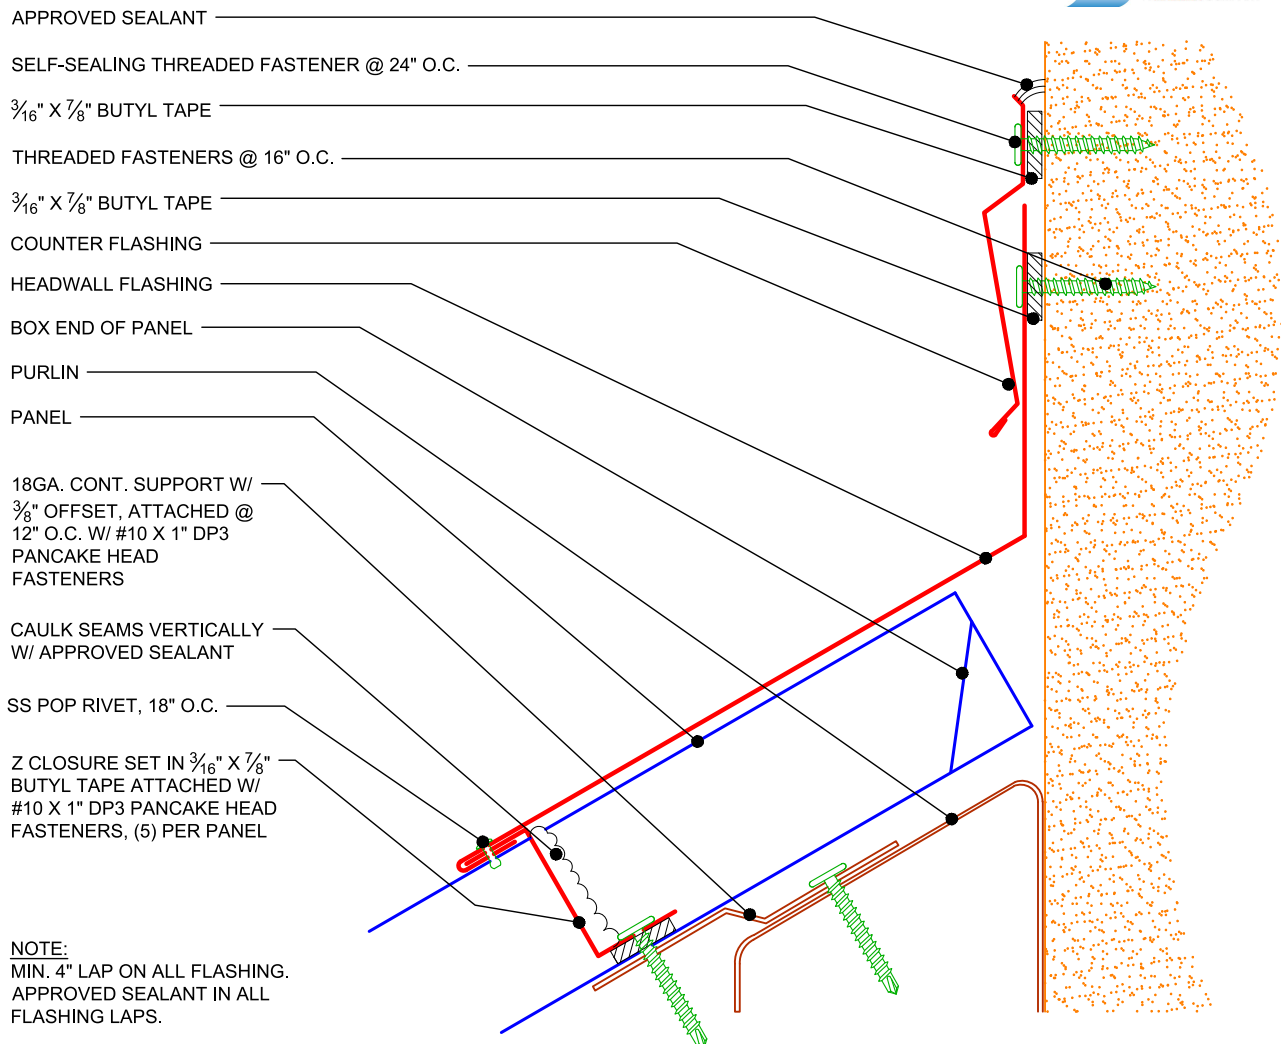 APPROVED SEALANT
SELF-SEALING THREADED FASTENER @ 24" O.C.
3/16" X 7/8" BUTYL TAPE
THREADED FASTENERS @ 16" O.C.
3/16" X 7/8" BUTYL TAPE
COUNTER FLASHING
HEADWALL FLASHING
BOX END OF PANEL
PURLIN
PANEL
18GA. CONT. SUPPORT W/
3/8" OFFSET, ATTACHED @
12" O.C. W/ #10 X 1" DP3
PANCAKE HEAD
FASTENERS
CAULK SEAMS VERTICALLY
W/ APPROVED SEALANT
SS POP RIVET, 18" O.C.
Z CLOSURE SET IN 3/16" X 7/8"
BUTYL TAPE ATTACHED W/
#10 X 1" DP3 PANCAKE HEAD
FASTENERS, (5) PER PANEL
NOTE:
MIN. 4" LAP ON ALL FLASHING.
APPROVED SEALANT IN ALL
FLASHING LAPS.